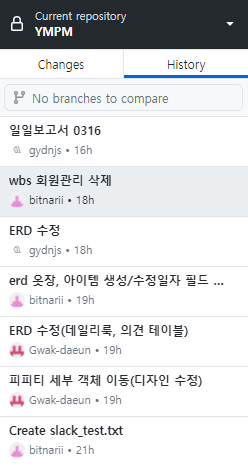 Current repository
YMPM
Changes
History
No branches to compare
일일보고서 0316
gydnjs • 16h
wbs 회원관리 삭제
bitnarii • 18h
ERD 수정
gydnjs • 18h
erd 옷장, 아이템 생성/수정일자 필드 ...
bitnarii • 19h
ERD 수정(데일리룩, 의견 테이블)
Gwak-daeun • 19h
피피티 세부 객체 이동(디자인 수정)
Gwak-daeun • 19h
Create slack_test.txt
bitnarii • 21h